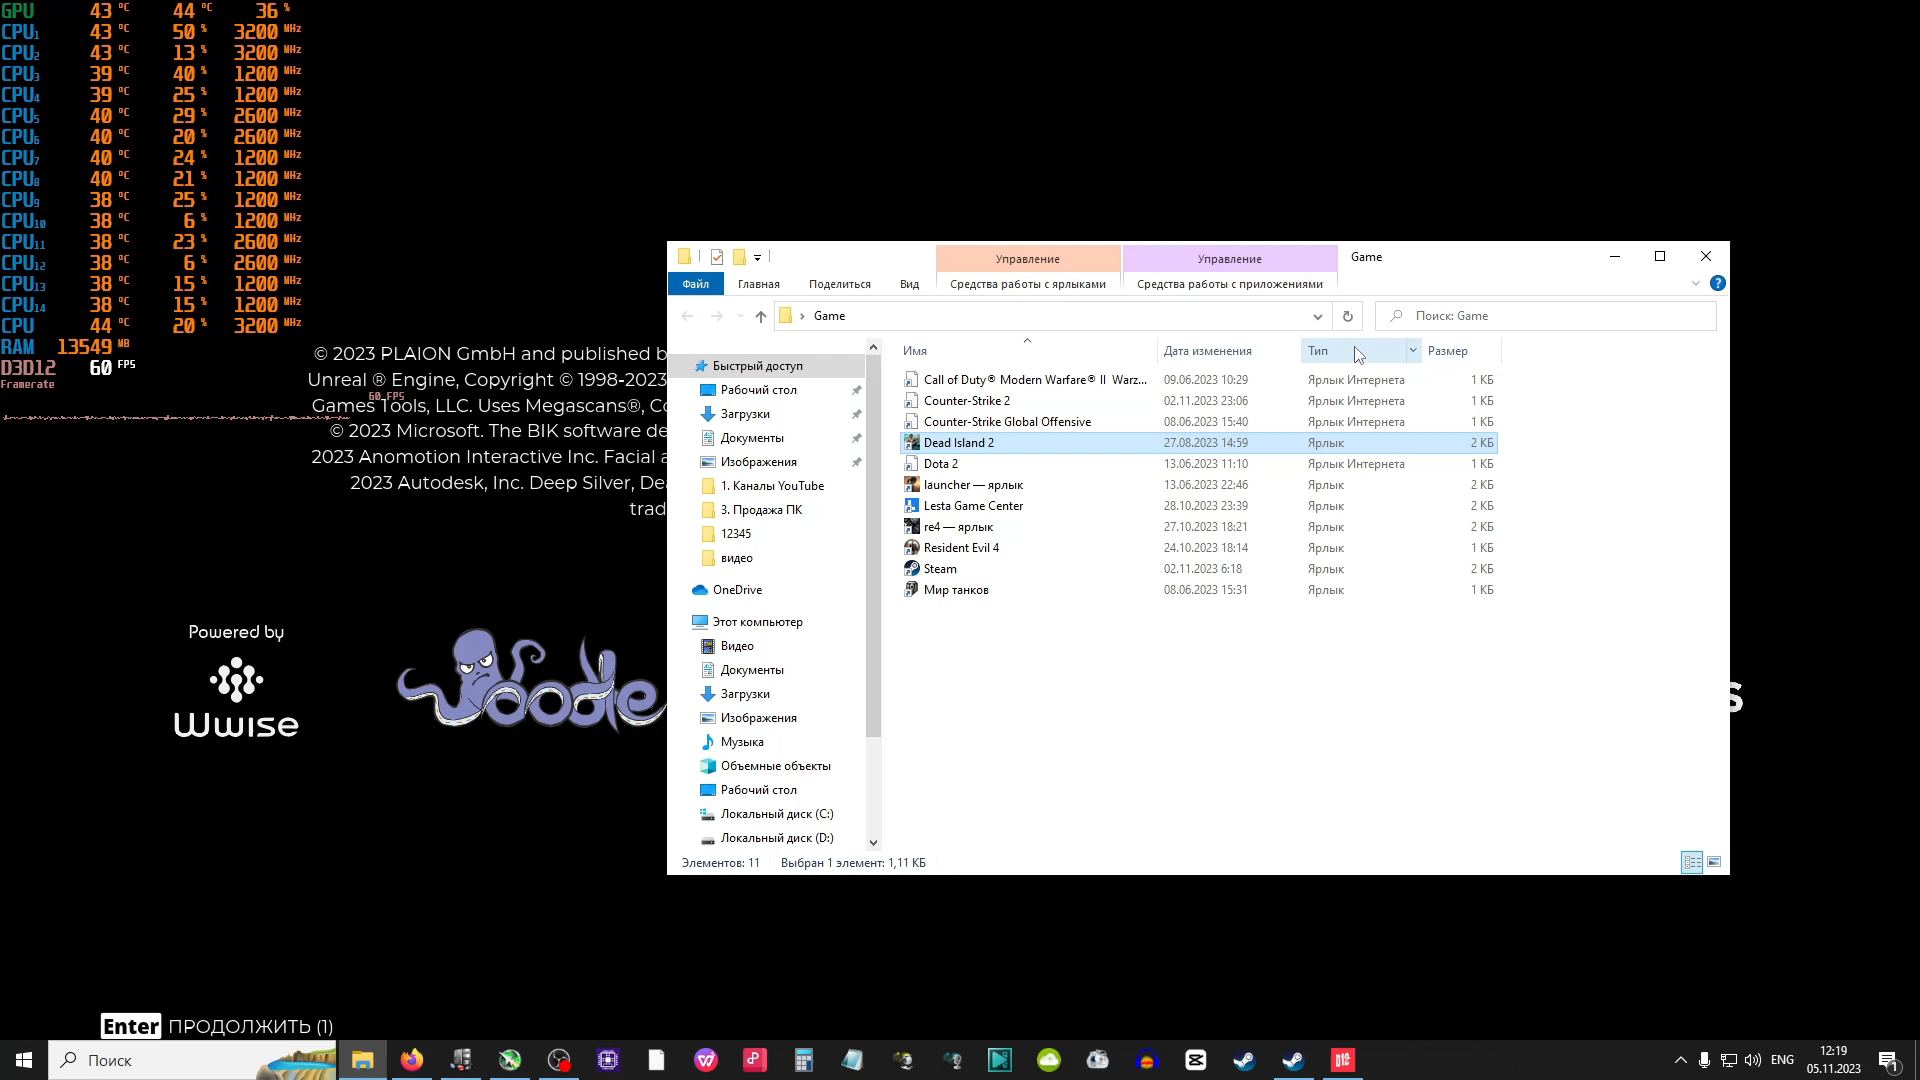 GPU 43 °C 44 °C 36 %
CPU1 43 °C 50 % 3200 MHz
CPU2 43 °C 13 % 3200 MHz
CPU3 39 °C 40 % 1200 MHz
CPU4 39 °C 25 % 1200 MHz
CPU5 40 °C 29 % 2600 MHz
CPU6 40 °C 20 % 2600 MHz
CPU7 40 °C 24 % 1200 MHz
CPU8 40 °C 21 % 1200 MHz
CPU9 38 °C 25 % 1200 MHz
CPU10 38 °C 6 % 1200 MHz
CPU11 38 °C 23 % 2600 MHz
CPU12 38 °C 6 % 2600 MHz
CPU13 38 °C 15 % 1200 MHz
CPU14 38 °C 15 % 1200 MHz
CPU 44 °C 20 % 3200 MHz
RAM 13549 MB
D3D12 60 FPS
Framerate
60 FPS
© 2023 PLAION GmbH and published b
Unreal ® Engine, Copyright © 1998-2023
Games Tools, LLC. Uses Megascans®, Co
© 2023 Microsoft. The BIK software de
2023 Anomotion Interactive Inc. Facial a
2023 Autodesk, Inc. Deep Silver, Dea
trad
Powered by
Wwise
oodle
s
Enter ПРОДОЛЖИТЬ (1)
Управление Управление Game
Файл Главная Поделиться Вид Средства работы с ярлыками Средства работы с приложениями
Game
Поиск: Game
Быстрый доступ
Рабочий стол
Загрузки
Документы
Изображения
1. Каналы YouTube
3. Продажа ПК
12345
видео
OneDrive
Этот компьютер
Видео
Документы
Загрузки
Изображения
Музыка
Объемные объекты
Рабочий стол
Локальный диск (C:)
Локальный диск (D:)
Имя Дата изменения Тип Размер
Call of Duty® Modern Warfare® II Warz... 09.06.2023 10:29 Ярлык Интернета 1 КБ
Counter-Strike 2 02.11.2023 23:06 Ярлык Интернета 1 КБ
Counter-Strike Global Offensive 08.06.2023 15:40 Ярлык Интернета 1 КБ
Dead Island 2 27.08.2023 14:59 Ярлык 2 КБ
Dota 2 13.06.2023 11:10 Ярлык Интернета 1 КБ
launcher — ярлык 13.06.2023 22:46 Ярлык 2 КБ
Lesta Game Center 28.10.2023 23:39 Ярлык 2 КБ
re4 — ярлык 27.10.2023 18:21 Ярлык 2 КБ
Resident Evil 4 24.10.2023 18:14 Ярлык 1 КБ
Steam 02.11.2023 6:18 Ярлык 2 КБ
Мир танков 08.06.2023 15:31 Ярлык 1 КБ
Элементов: 11 Выбран 1 элемент: 1,11 КБ
Поиск
ENG
12:19
05.11.2023
1